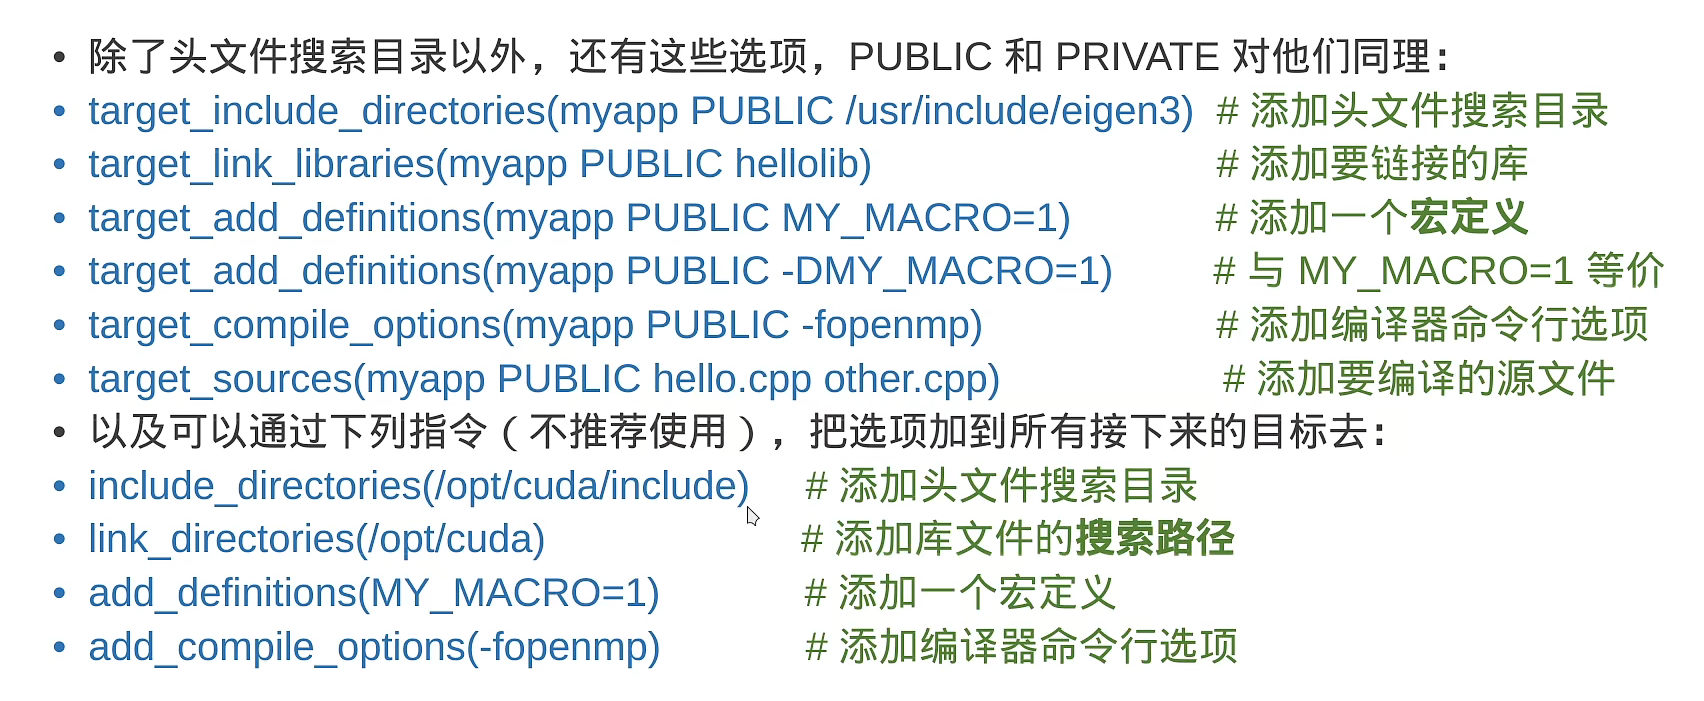 • 除了头文件搜索目录以外，还有这些选项，PUBLIC 和 PRIVATE 对他们同理：
• target_include_directories(myapp PUBLIC /usr/include/eigen3) # 添加头文件搜索目录
• target_link_libraries(myapp PUBLIC hellolib) # 添加要链接的库
• target_add_definitions(myapp PUBLIC MY_MACRO=1) # 添加一个宏定义
• target_add_definitions(myapp PUBLIC -DMY_MACRO=1) # 与 MY_MACRO=1 等价
• target_compile_options(myapp PUBLIC -fopenmp) # 添加编译器命令行选项
• target_sources(myapp PUBLIC hello.cpp other.cpp) # 添加要编译的源文件
• 以及可以通过下列指令（不推荐使用），把选项加到所有接下来的目标去：
• include_directories(/opt/cuda/include) # 添加头文件搜索目录
• link_directories(/opt/cuda) # 添加库文件的搜索路径
• add_definitions(MY_MACRO=1) # 添加一个宏定义
• add_compile_options(-fopenmp) # 添加编译器命令行选项